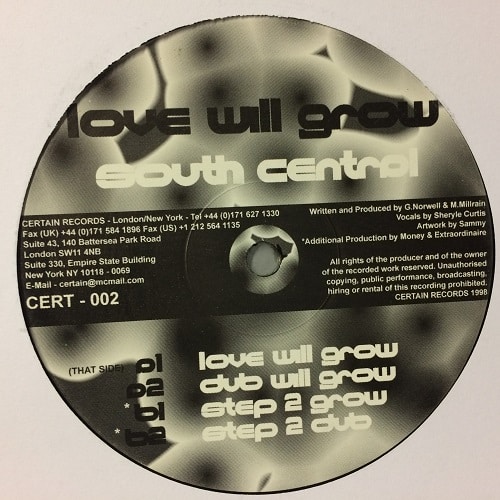 love will grow
south central
CERTAIN RECORDS - London/New York - Tel +44 (0)171 627 1330
Fax (UK) +44 (0)171 584 1896 Fax (US) +1 212 564 1135
Suite 43, 140 Battersea Park Road
London SW11 4NB
Suite 330, Empire State Building
New York NY 10118 - 0069
E-Mail - certain@mcmail.com
CERT - 002
Written and Produced by G.Norwell & M.Millrain
Vocals by Sheryle Curtis
Artwork by Sammy
*Additional Production by Money & Extraordinaire
All rights of the producer and of the owner
of the recorded work reserved. Unauthorised
copying, public performance, broadcasting,
hiring or rental of this recording prohibited.
CERTAIN RECORDS 1998
(THAT SIDE) a1 love will grow
a2 dub will grow
* b1 step 2 grow
* b2 step 2 dub